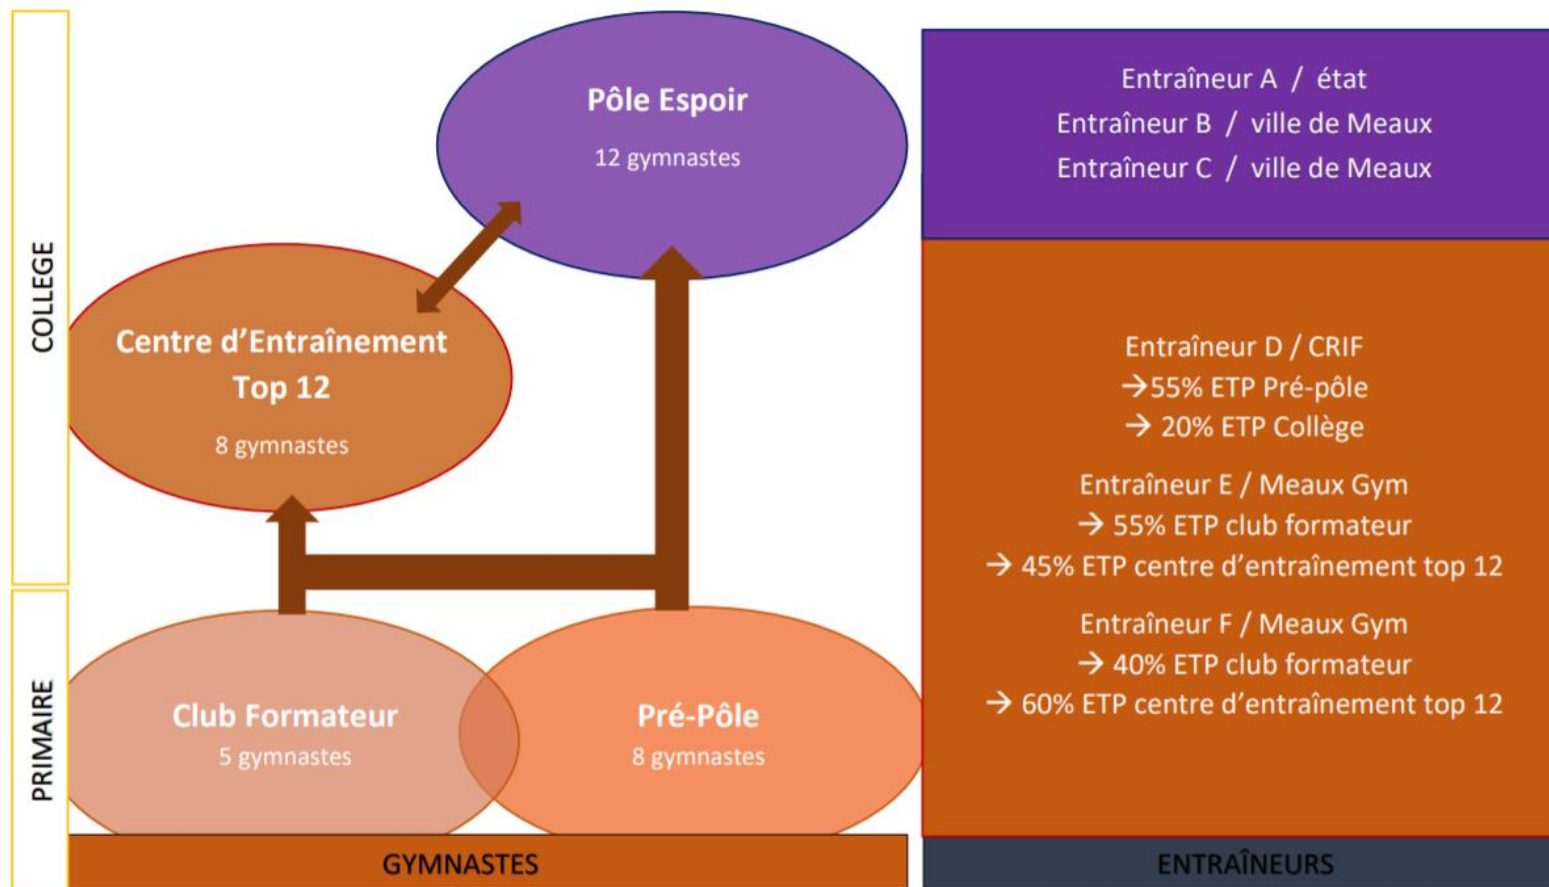 COLLEGE
PRIMAIRE
Pôle Espoir
12 gymnastes
Centre d’Entraînement
Top 12
8 gymnastes
Club Formateur
5 gymnastes
Pré-Pôle
8 gymnastes
GYMNASTES
Entraîneur A / état
Entraîneur B / ville de Meaux
Entraîneur C / ville de Meaux
Entraîneur D / CRIF
→55% ETP Pré-pôle
→ 20% ETP Collège
Entraîneur E / Meaux Gym
→ 55% ETP club formateur
→ 45% ETP centre d’entraînement top 12
Entraîneur F / Meaux Gym
→ 40% ETP club formateur
→ 60% ETP centre d’entraînement top 12
ENTRAÎNEURS